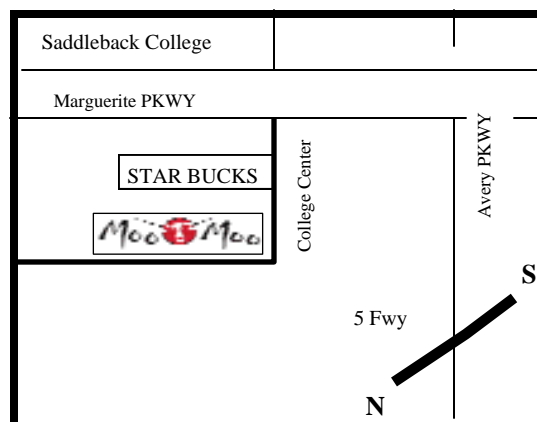 Saddleback College
Marguerite PKWY
STAR BUCKS
Moo Moo
College Center
Avery PKWY
5 Fwy
S
N